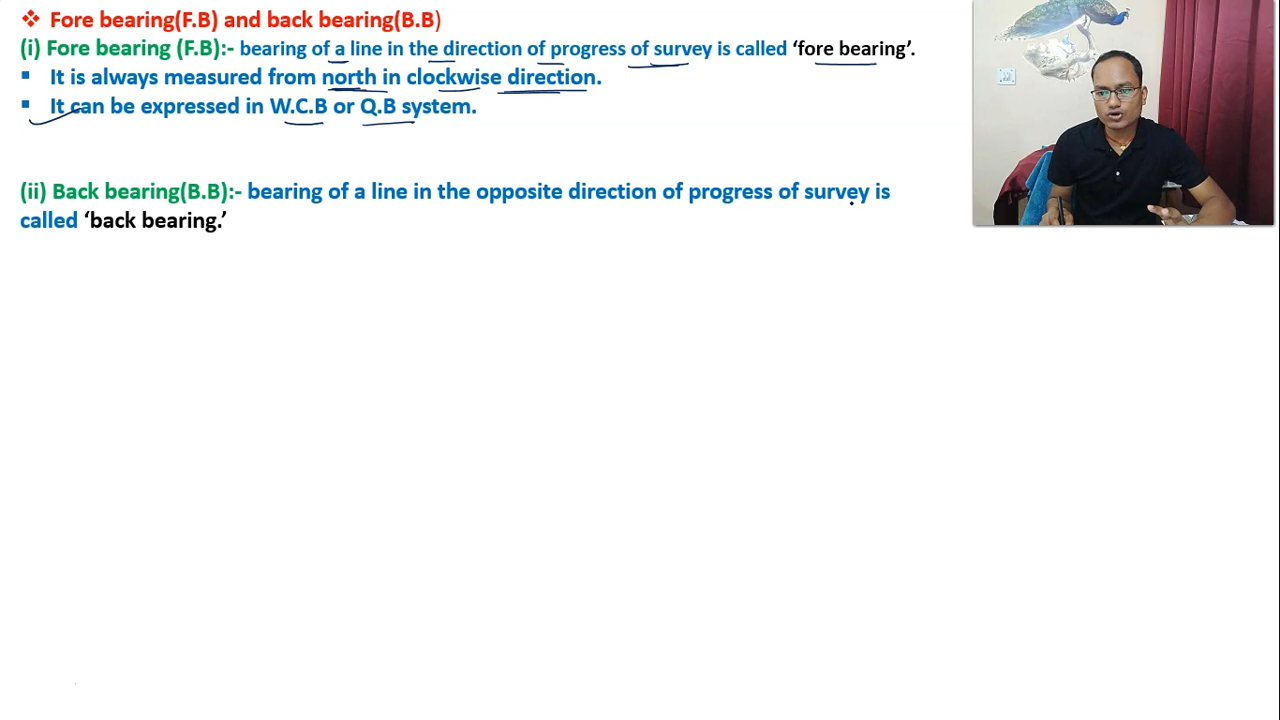 ❖ Fore bearing(F.B) and back bearing(B.B)
(i) Fore bearing (F.B):- bearing of a line in the direction of progress of survey is called ‘fore bearing’.
▪ It is always measured from north in clockwise direction.
▪ It can be expressed in W.C.B or Q.B system.
(ii) Back bearing(B.B):- bearing of a line in the opposite direction of progress of survey is
called ‘back bearing.’